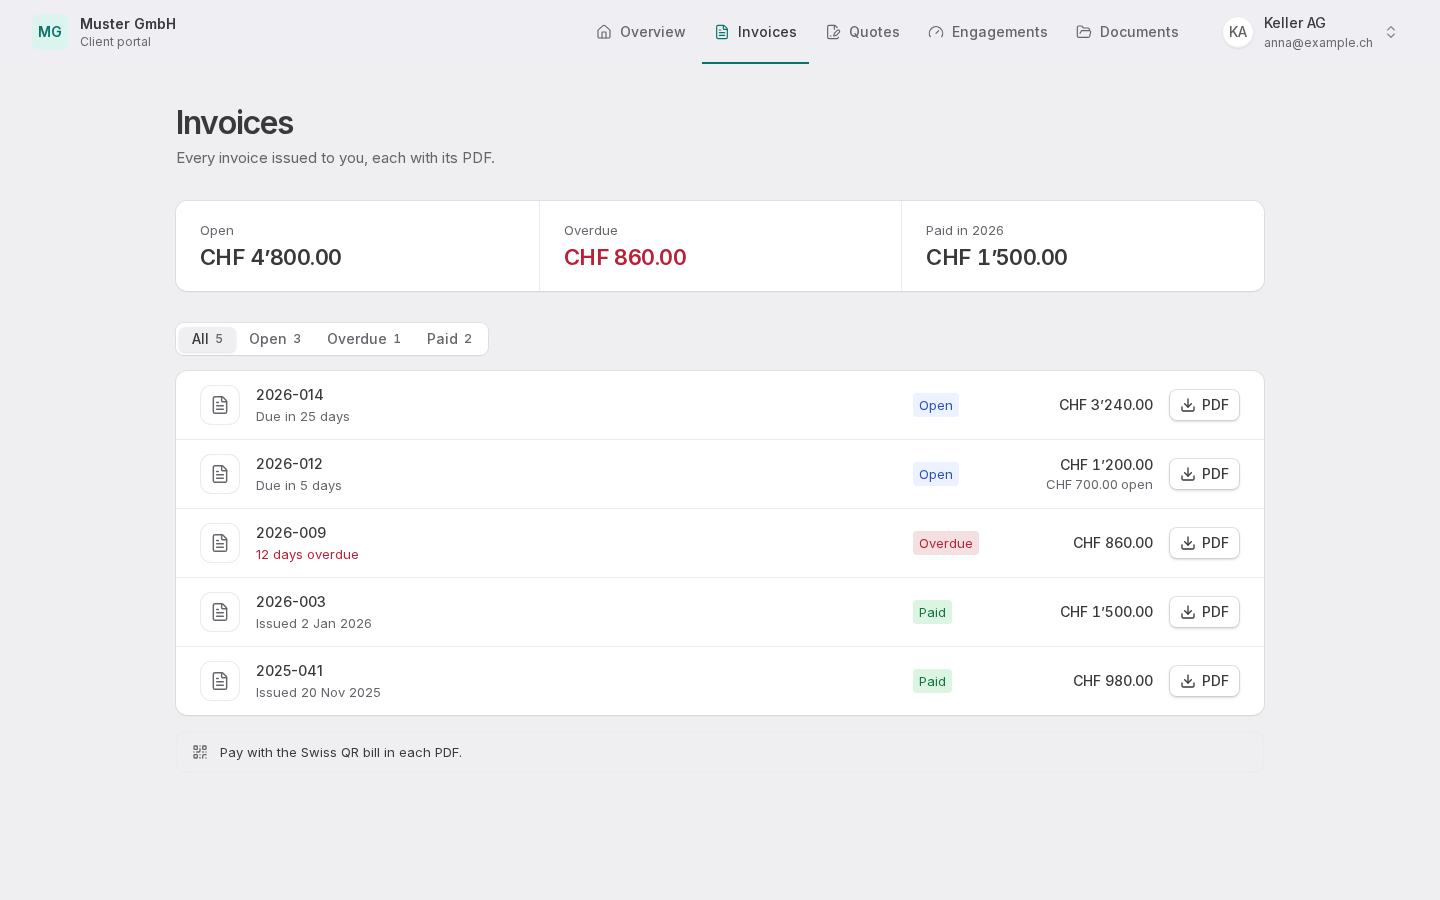 MG
Muster GmbH
Client portal
Overview
Invoices
Quotes
Engagements
Documents
KA
Keller AG
anna@example.ch
Invoices
Every invoice issued to you, each with its PDF.
Open
CHF 4’800.00
Overdue
CHF 860.00
Paid in 2026
CHF 1’500.00
All 5
Open 3
Overdue 1
Paid 2
2026-014
Due in 25 days
Open
CHF 3’240.00
PDF
2026-012
Due in 5 days
Open
CHF 1’200.00
CHF 700.00 open
PDF
2026-009
12 days overdue
Overdue
CHF 860.00
PDF
2026-003
Issued 2 Jan 2026
Paid
CHF 1’500.00
PDF
2025-041
Issued 20 Nov 2025
Paid
CHF 980.00
PDF
Pay with the Swiss QR bill in each PDF.